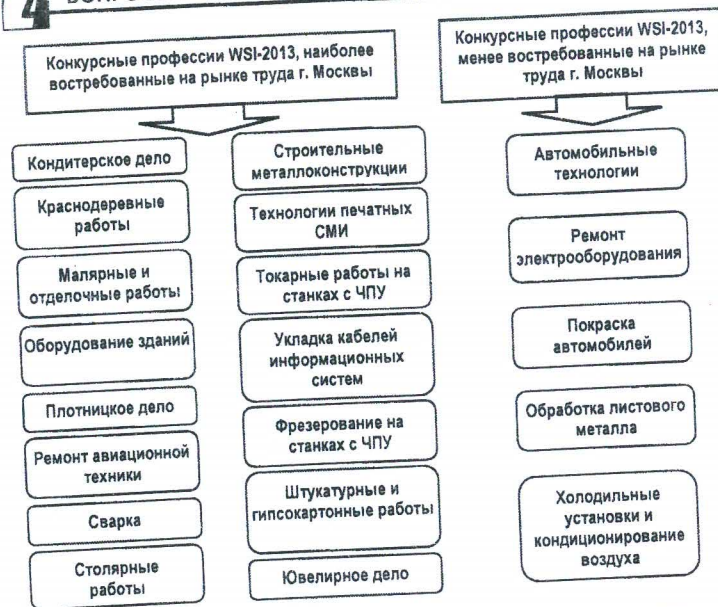 4
Конкурсные профессии WSI-2013, наиболее
востребованные на рынке труда г. Москвы
Кондитерское дело
Краснодеревные
работы
Малярные и
отделочные работы
Оборудование зданий
Плотницкое дело
Ремонт авиационной
техники
Сварка
Столярные
работы
Строительные
металлоконструкции
Технологии печатных
СМИ
Токарные работы на
станках с ЧПУ
Укладка кабелей
информационных
систем
Фрезерование на
станках с ЧПУ
Штукатурные и
гипсокартонные работы
Ювелирное дело
Конкурсные профессии WSI-2013,
менее востребованные на рынке
труда г. Москвы
Автомобильные
технологии
Ремонт
электрооборудования
Покраска
автомобилей
Обработка листового
металла
Холодильные
установки и
кондиционирование
воздуха